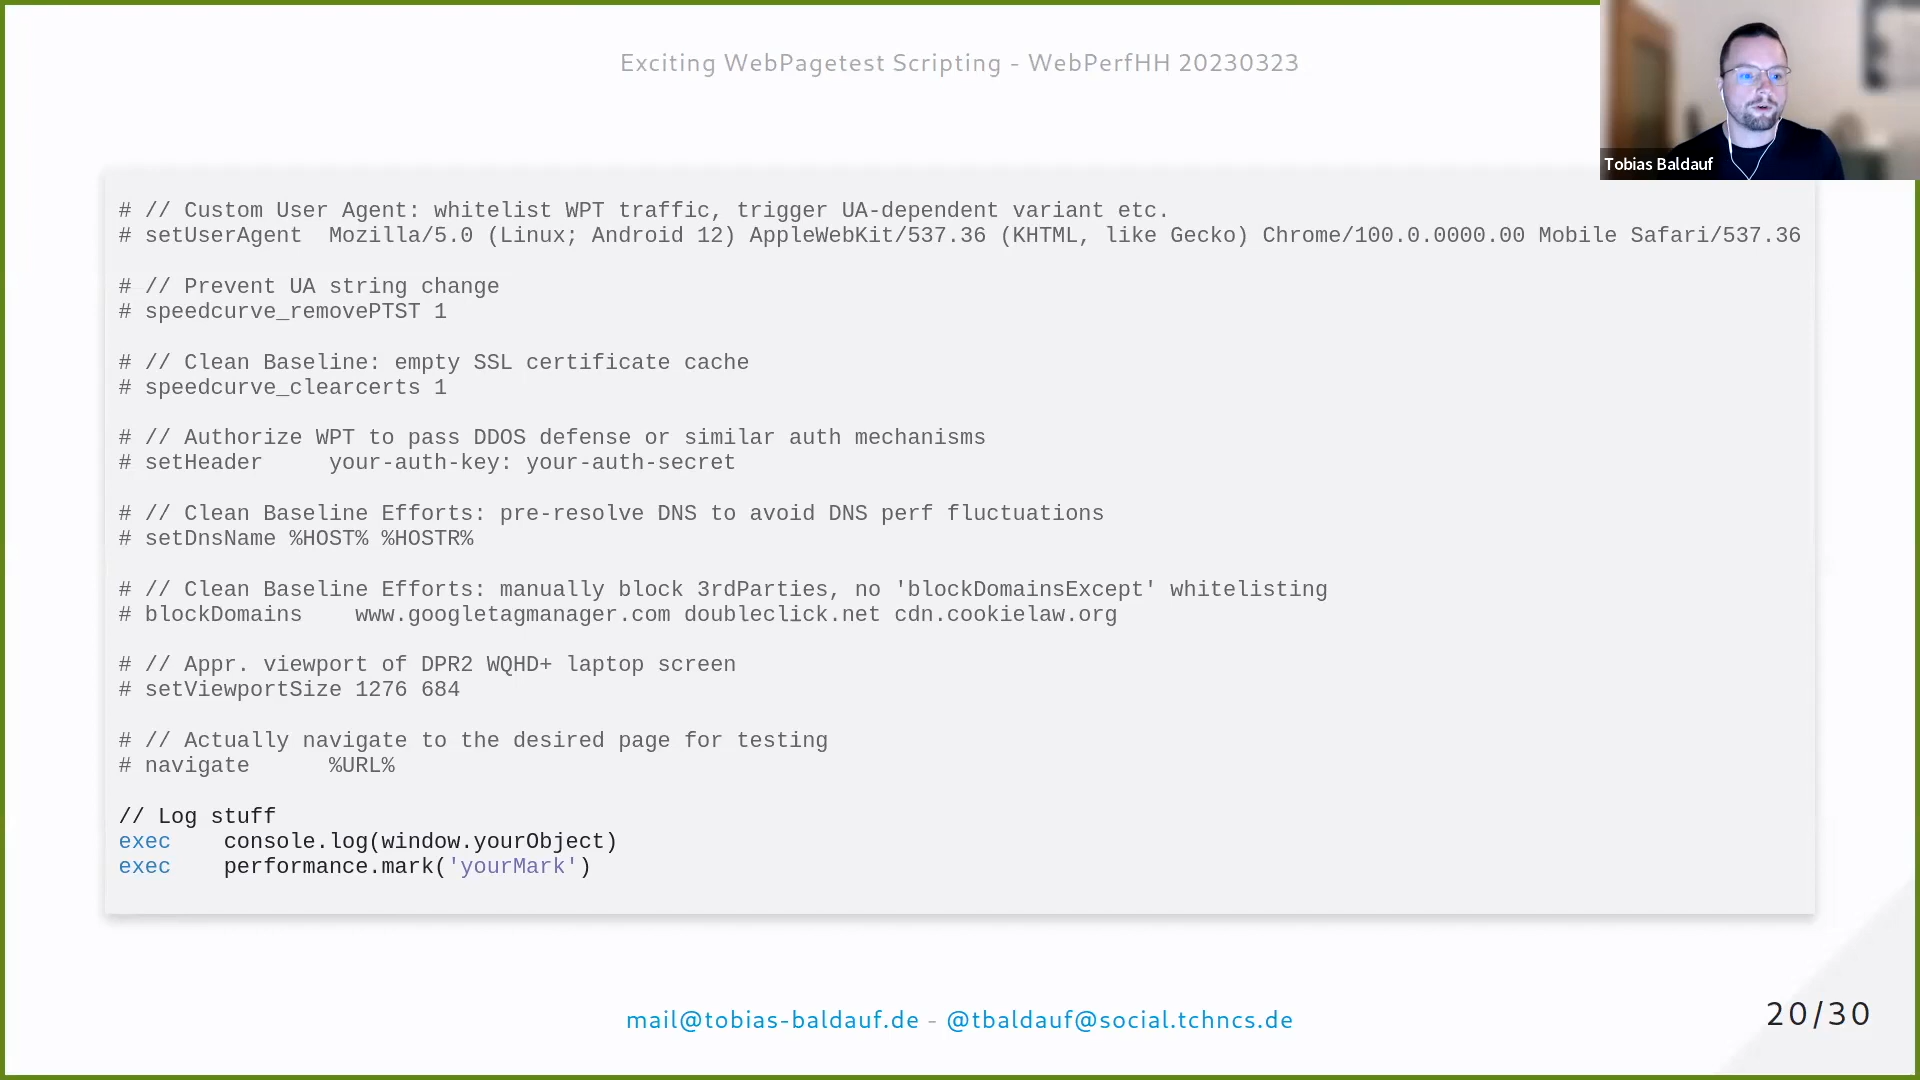 Exciting WebPagetest Scripting - WebPerfHH 20230323
Tobias Baldauf
# // Custom User Agent: whitelist WPT traffic, trigger UA-dependent variant etc.
# setUserAgent  Mozilla/5.0 (Linux; Android 12) AppleWebKit/537.36 (KHTML, like Gecko) Chrome/100.0.0000.00 Mobile Safari/537.36
# // Prevent UA string change
# speedcurve_removePTST 1
# // Clean Baseline: empty SSL certificate cache
# speedcurve_clearcerts 1
# // Authorize WPT to pass DDOS defense or similar auth mechanisms
# setHeader     your-auth-key: your-auth-secret
# // Clean Baseline Efforts: pre-resolve DNS to avoid DNS perf fluctuations
# setDnsName %HOST% %HOSTR%
# // Clean Baseline Efforts: manually block 3rdParties, no 'blockDomainsExcept' whitelisting
# blockDomains    www.googletagmanager.com doubleclick.net cdn.cookielaw.org
# // Appr. viewport of DPR2 WQHD+ laptop screen
# setViewportSize 1276 684
# // Actually navigate to the desired page for testing
# navigate      %URL%
// Log stuff
exec    console.log(window.yourObject)
exec    performance.mark('yourMark')
mail@tobias-baldauf.de - @tbaldauf@social.tchncs.de
20/30